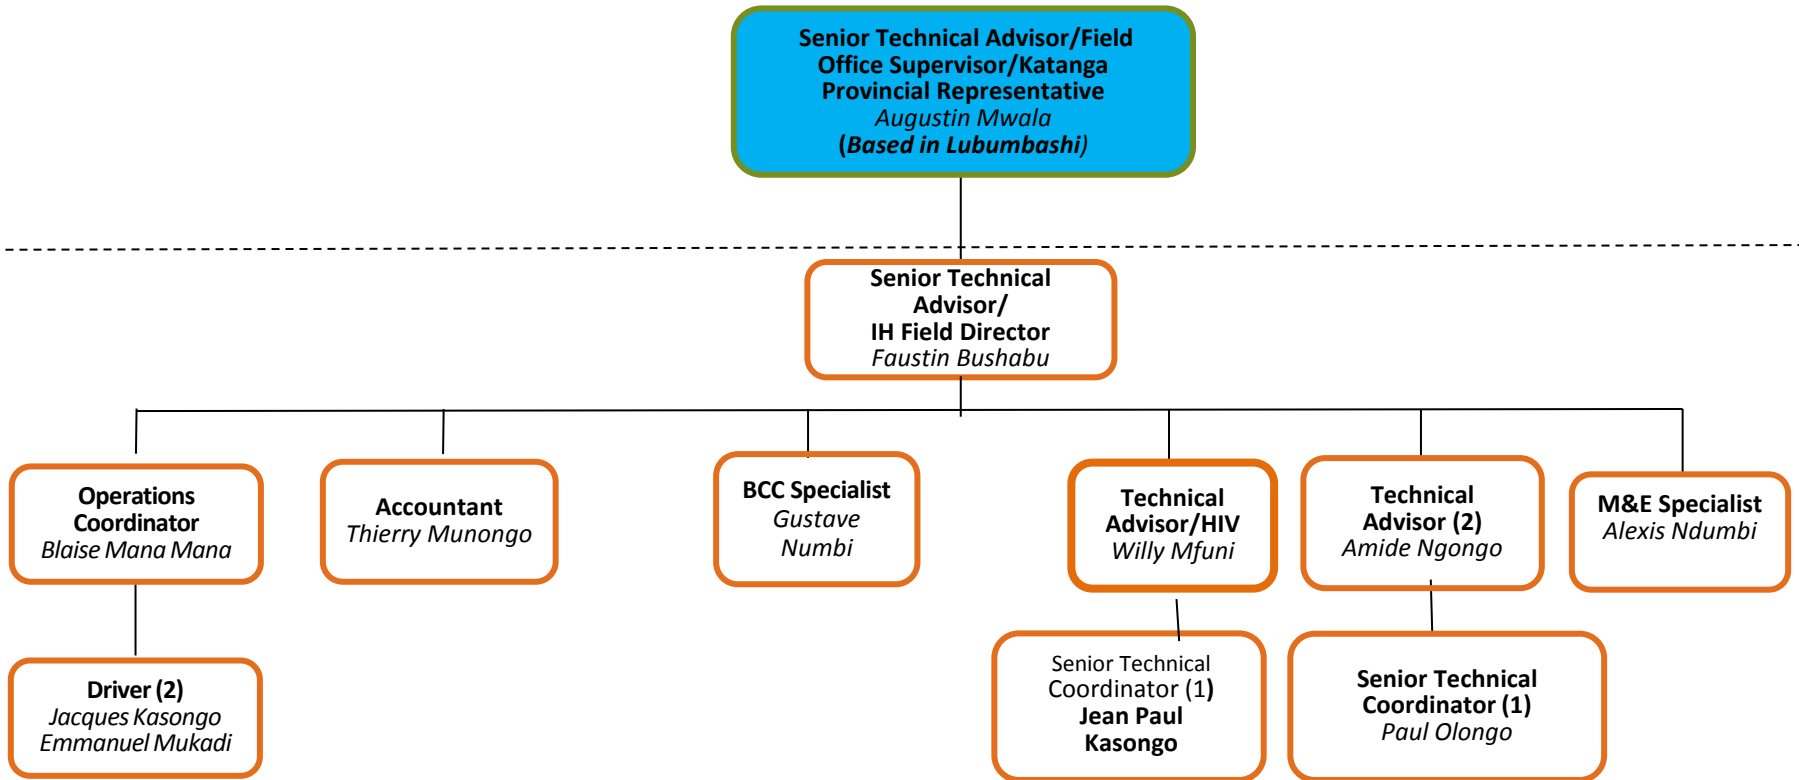 Senior Technical Advisor/Field
Office Supervisor/Katanga
Provincial Representative
Augustin Mwala
(Based in Lubumbashi)
Senior Technical
Advisor/
IH Field Director
Faustin Bushabu
Operations
Coordinator
Blaise Mana Mana
Accountant
Thierry Munongo
BCC Specialist
Gustave
Numbi
Technical
Advisor/HIV
Willy Mfuni
Technical
Advisor (2)
Amide Ngongo
M&E Specialist
Alexis Ndumbi
Driver (2)
Jacques Kasongo
Emmanuel Mukadi
Senior Technical
Coordinator (1)
Jean Paul
Kasongo
Senior Technical
Coordinator (1)
Paul Olongo